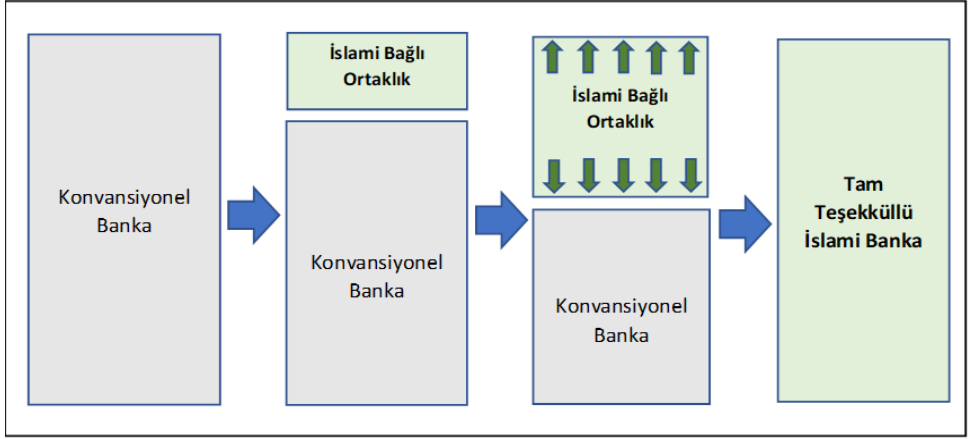 Konvansiyonel
Banka
İslami Bağlı
Ortaklık
Konvansiyonel
Banka
İslami Bağlı
Ortaklık
Konvansiyonel
Banka
Tam
Teşekküllü
İslami Banka